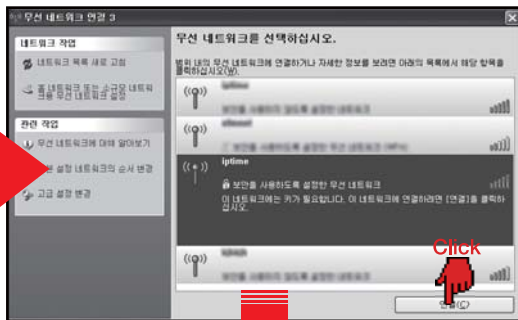 무선 네트워크 연결 3
네트워크 작업
네트워크 목록 새로 고침
홈 네트워크 또는 소규모 네트워
크용 무선 네트워크 설정
관련 작업
무선 네트워크에 대해 알아보기
설정 네트워크의 순서 변경
고급 설정 변경
무선 네트워크를 선택하십시오.
범위 내의 무선 네트워크에 연결하거나 자세한 정보를 보려면 아래의 목록에서 해당 항목을
클릭하십시오(W).
iptime
보안을 사용하도록 설정한 무선 네트워크
이 네트워크에는 키가 필요합니다. 이 네트워크에 연결하려면 [연결]을 클릭하
십시오.
Click
연결(C)